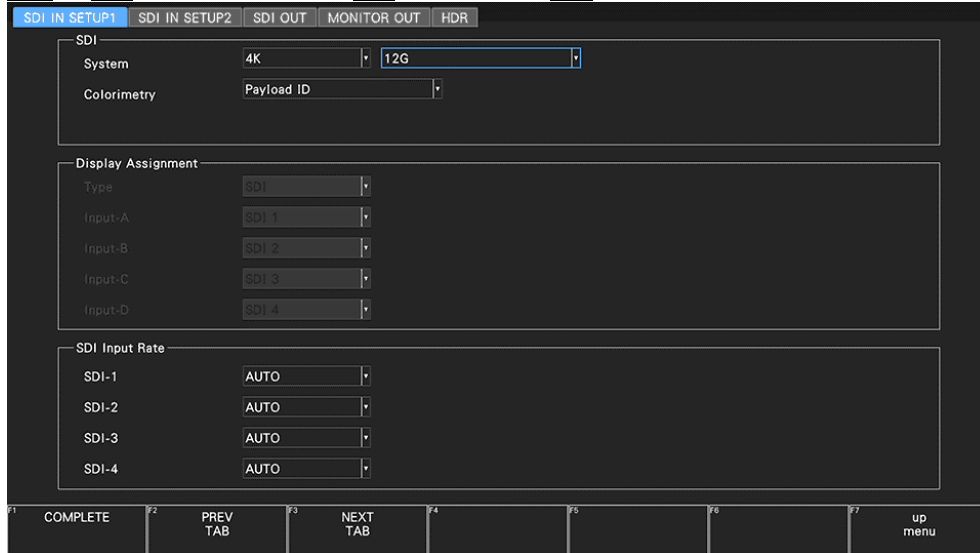 SDI IN SETUP1 SDI IN SETUP2 SDI OUT MONITOR OUT HDR
SDI
System 4K 12G
Colorimetry Payload ID
Display Assignment
Type SDI
Input-A SDI 1
Input-B SDI 2
Input-C SDI 3
Input-D SDI 4
SDI Input Rate
SDI-1 AUTO
SDI-2 AUTO
SDI-3 AUTO
SDI-4 AUTO
F1 COMPLETE F2 PREV TAB F3 NEXT TAB F4 F5 F6 F7 up menu